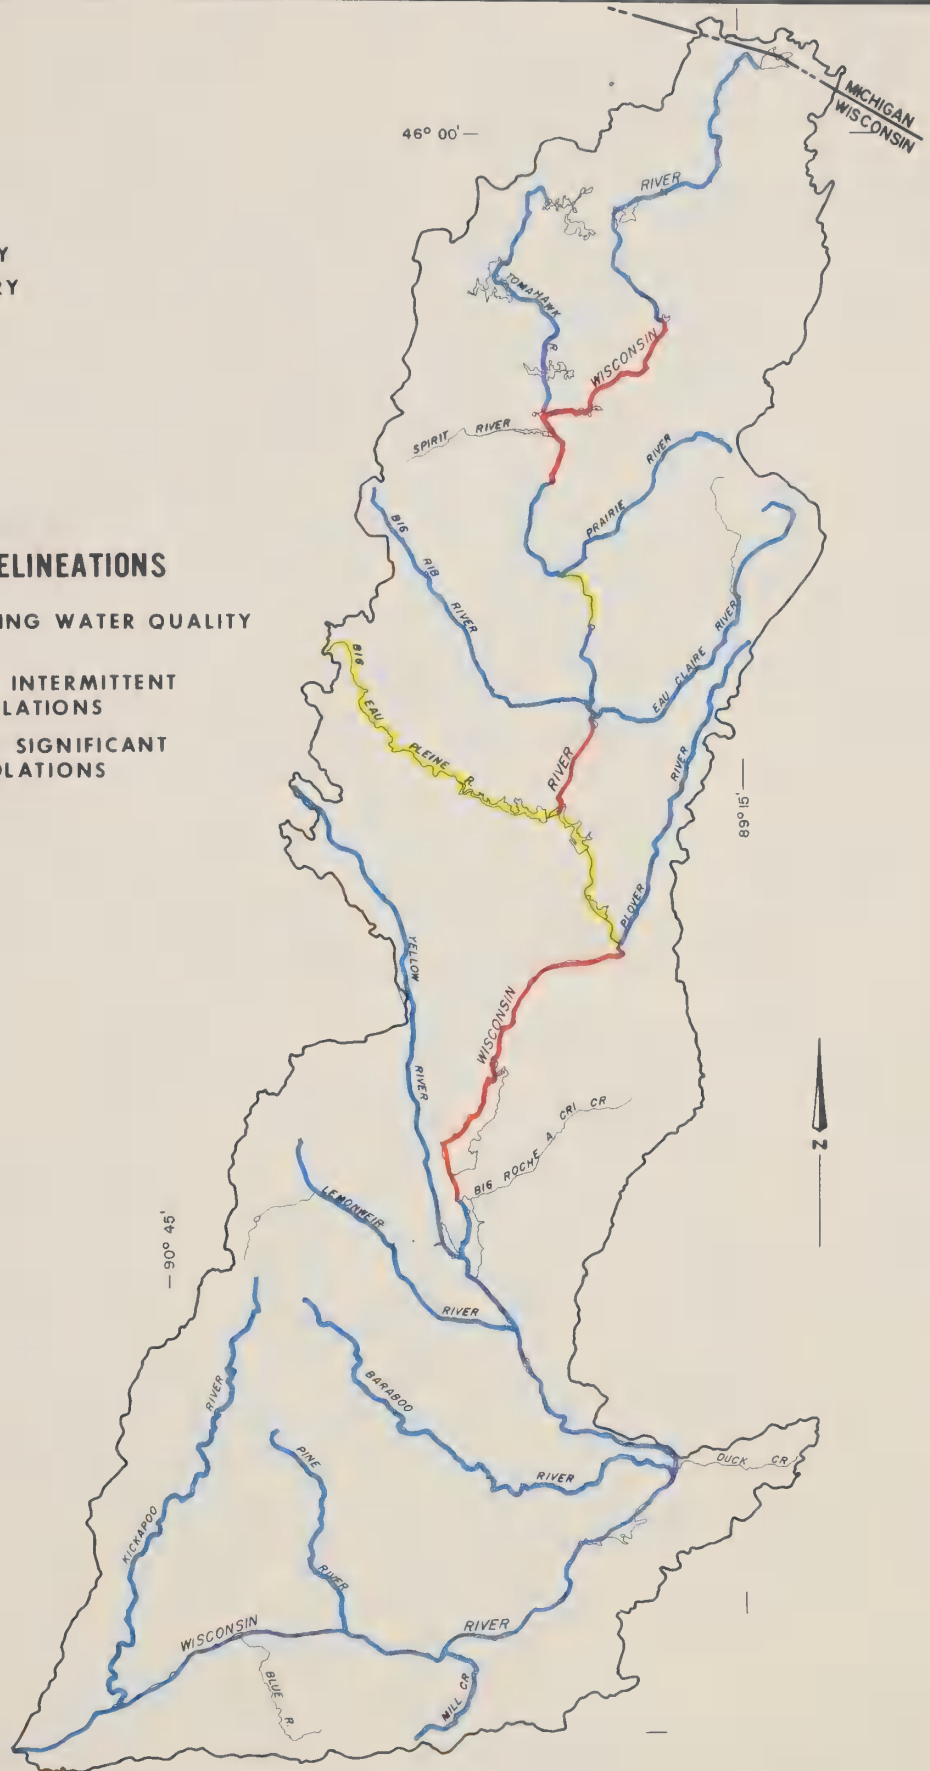 MICHIGAN
WISCONSIN
46° 00'
RIVER
Y
RY
TOMAHAWK R.
WISCONSIN
SPIRIT RIVER
PRAIRIE RIVER
BIG RIB RIVER
ELINEATIONS
ING WATER QUALITY
INTERMITTENT
LATIONS
SIGNIFICANT
OLATIONS
EAU CLAIRE RIVER
BIG EAU PLEINE R.
RIVER
PLOVER RIVER
89° 15'
YELLOW RIVER
WISCONSIN
BIG ROCHE A CRI CR
N
LEMONWEIR RIVER
90° 45'
BARABOO RIVER
KICKAPOO RIVER
PINE RIVER
DUCK CR
WISCONSIN RIVER
BLUE R.
MILL CR